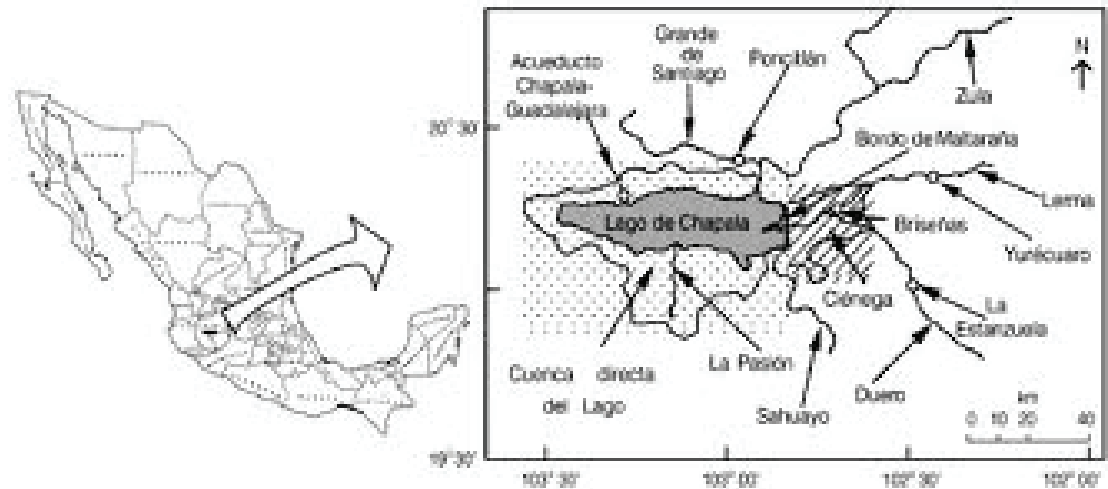 Grande
de
Santiago
Poncitlán
N
Acueducto
Chapala-
Guadalajara
Zula
20° 30'
Bordo de Maltaraña
Lerma
Lago de Chapala
Briseñas
Yurécuaro
Ciénega
La
Estanzuela
La Pasión
Cuenca directa
del Lago
Duero
Sahuayo
km
0 10 20 40
19° 30'
103° 30' 103° 00' 102° 30' 102° 00'